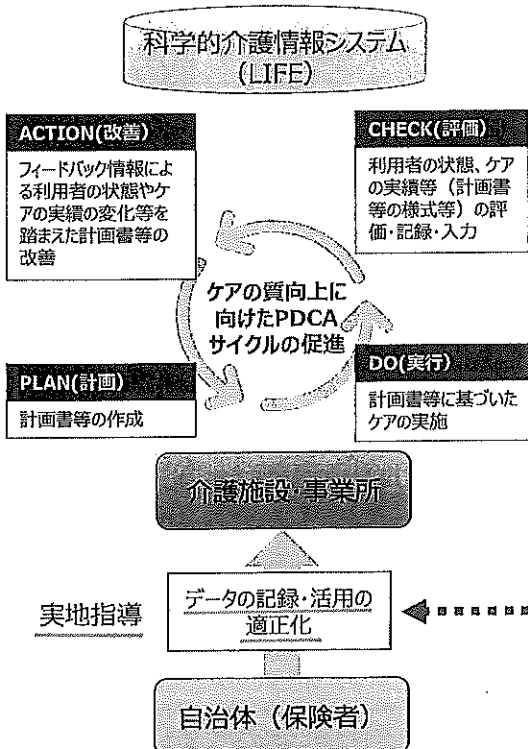 科学的介護情報システム
(LIFE)
ACTION(改善)
フィードバック情報によ
る利用者の状態やケ
アの実績の変化等を
踏まえた計画書等の
改善
CHECK(評価)
利用者の状態、ケア
の実績等（計画書
等の様式等）の評
価・記録・入力
ケアの質向上に
向けたPDCA
サイクルの促進
PLAN(計画)
計画書等の作成
DO(実行)
計画書等に基づいた
ケアの実施
介護施設・事業所
実地指導
データの記録・活用の
適正化
自治体（保険者）